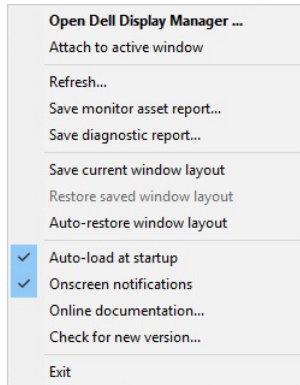 Open Dell Display Manager ...
Attach to active window
Refresh...
Save monitor asset report...
Save diagnostic report...
Save current window layout
Restore saved window layout
Auto-restore window layout
Auto-load at startup
Onscreen notifications
Online documentation...
Check for new version...
Exit